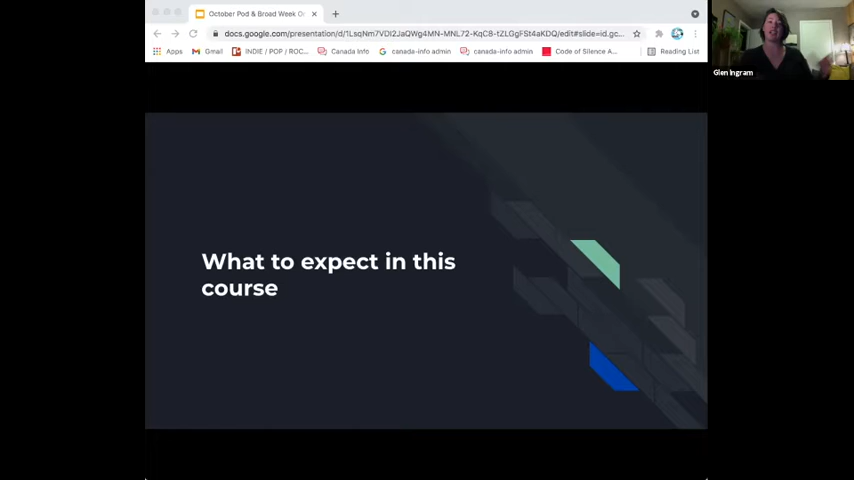 October Pod & Broad Week Or
docs.google.com/presentation/d/1LsqNm7VDI2JaQWg4MN-MNL72-KqC8-tZLGgFSt4aKDQ/edit#slide=id.gc...
Apps
Gmail
INDIE / POP / ROC...
Canada Info
canada-info admin
canada-info admin
Code of Silence A...
Reading List
Glen Ingram
What to expect in this
course